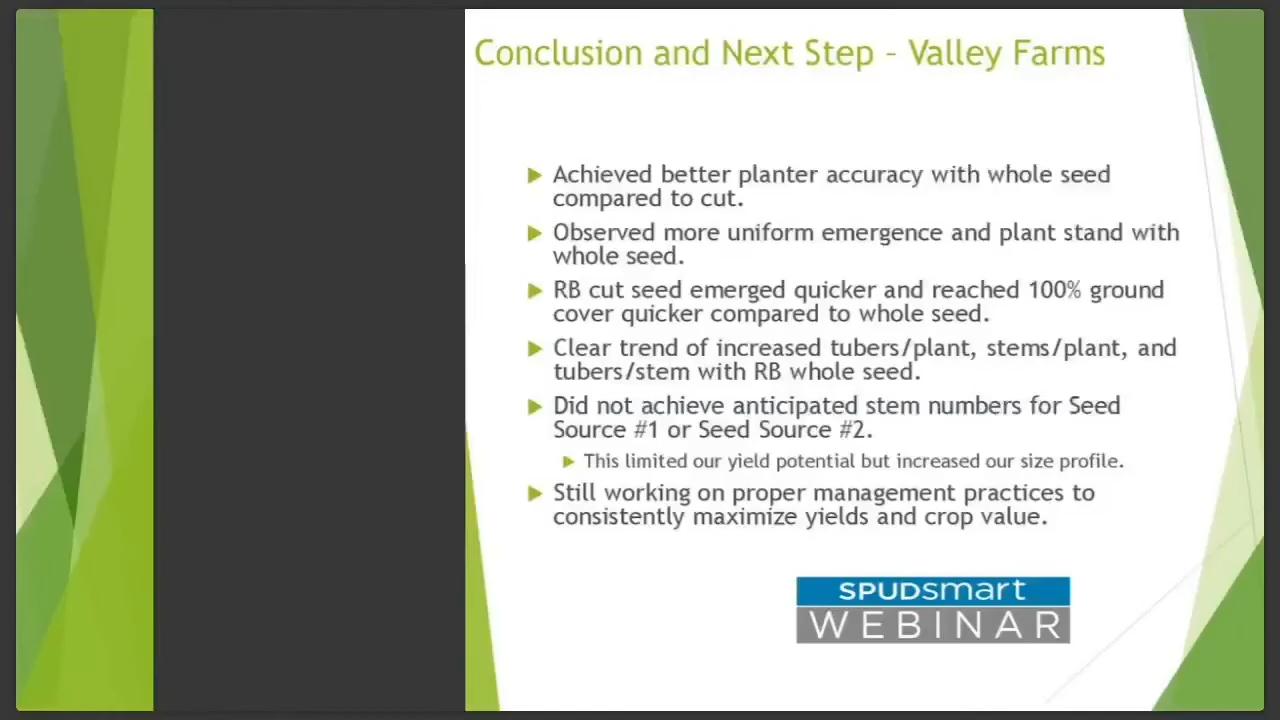 Conclusion and Next Step – Valley Farms
Achieved better planter accuracy with whole seed
compared to cut.
Observed more uniform emergence and plant stand with
whole seed.
RB cut seed emerged quicker and reached 100% ground
cover quicker compared to whole seed.
Clear trend of increased tubers/plant, stems/plant, and
tubers/stem with RB whole seed.
Did not achieve anticipated stem numbers for Seed
Source #1 or Seed Source #2.
This limited our yield potential but increased our size profile.
Still working on proper management practices to
consistently maximize yields and crop value.
SPUDsmart
WEBINAR